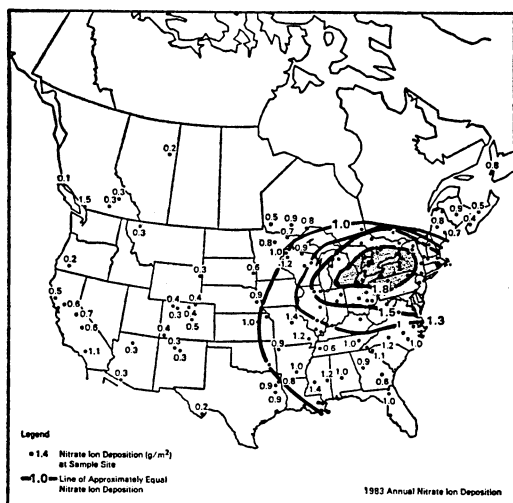 0.2
0.8
0.1
0.3
1.5 0.3
0.9 0.5
0.5 0.9 0.8 1.0 0.8 0.4
0.3 0.7 0.7
0.8
1.0 0.9
0.2 0.3 0.6 1.2
1.8
0.5 0.4 0.4 0.9
0.6 0.3
0.7 0.4 1.5
0.6 0.5 1.0 1.4 1.3
0.4 1.2 1.0
1.1 0.3 0.3 0.9 0.6 1.2 1.0
0.3 1.1
1.0 0.9
0.3 0.9 0.8 1.2 1.0 0.6
1.4 1.0
0.2 0.9
Legend
1.4 Nitrate Ion Deposition (g/m²)
at Sample Site
1.0 Line of Approximately Equal
Nitrate Ion Deposition
1983 Annual Nitrate Ion Deposition